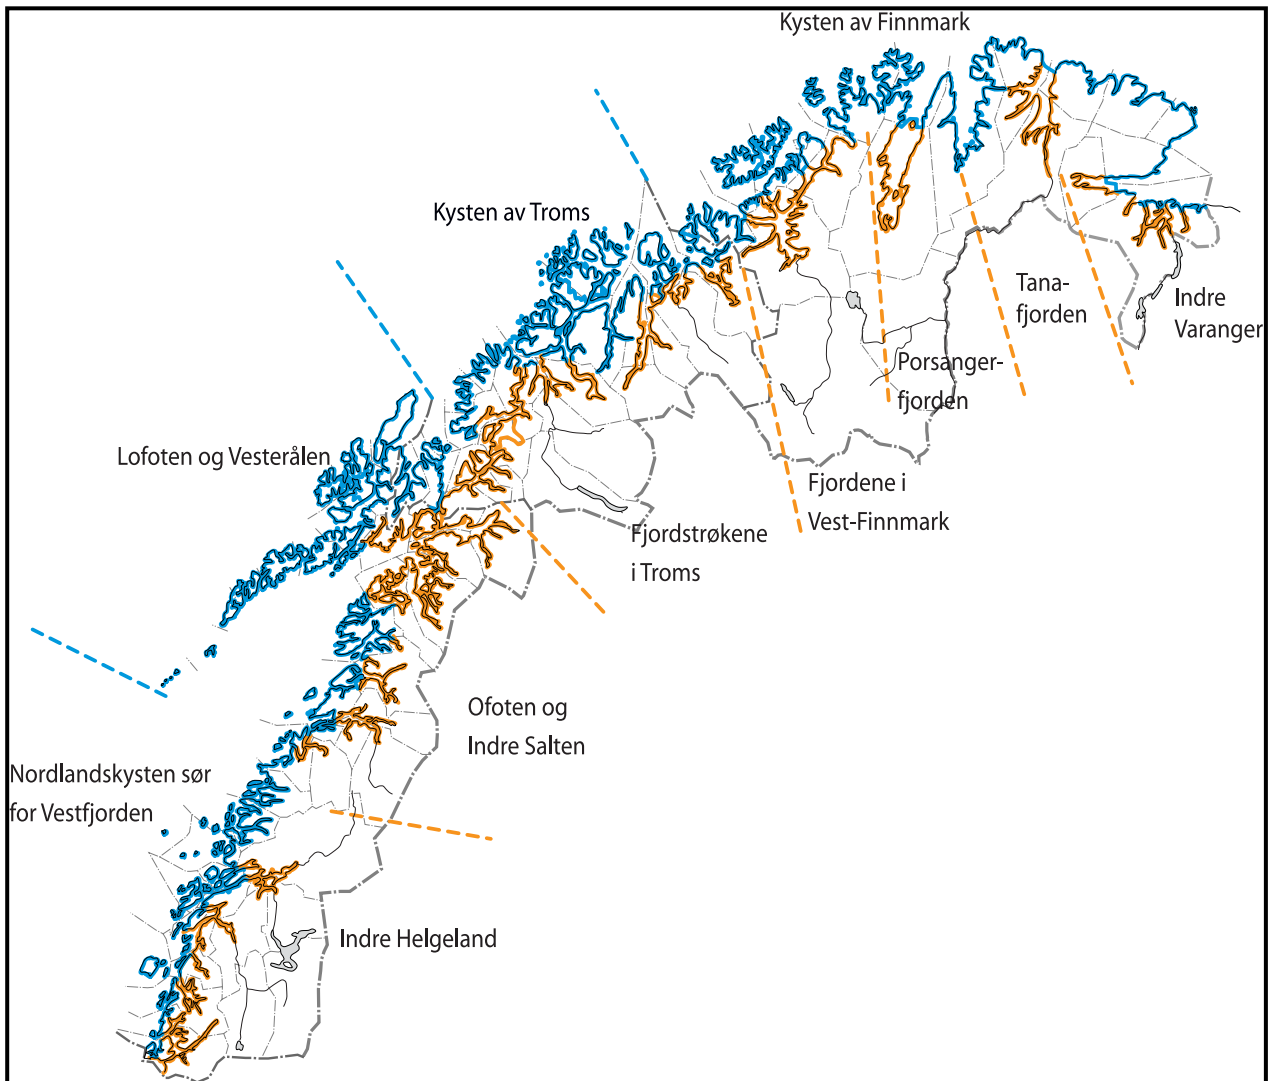 Kysten av Finnmark
Kysten av Troms
Tana-
fjorden
Indre
Varanger
Porsanger-
fjorden
Lofoten og Vesterålen
Fjordene i
Vest-Finnmark
Fjordstrøkene
i Troms
Ofoten og
Indre Salten
Nordlandskysten sør
for Vestfjorden
Indre Helgeland